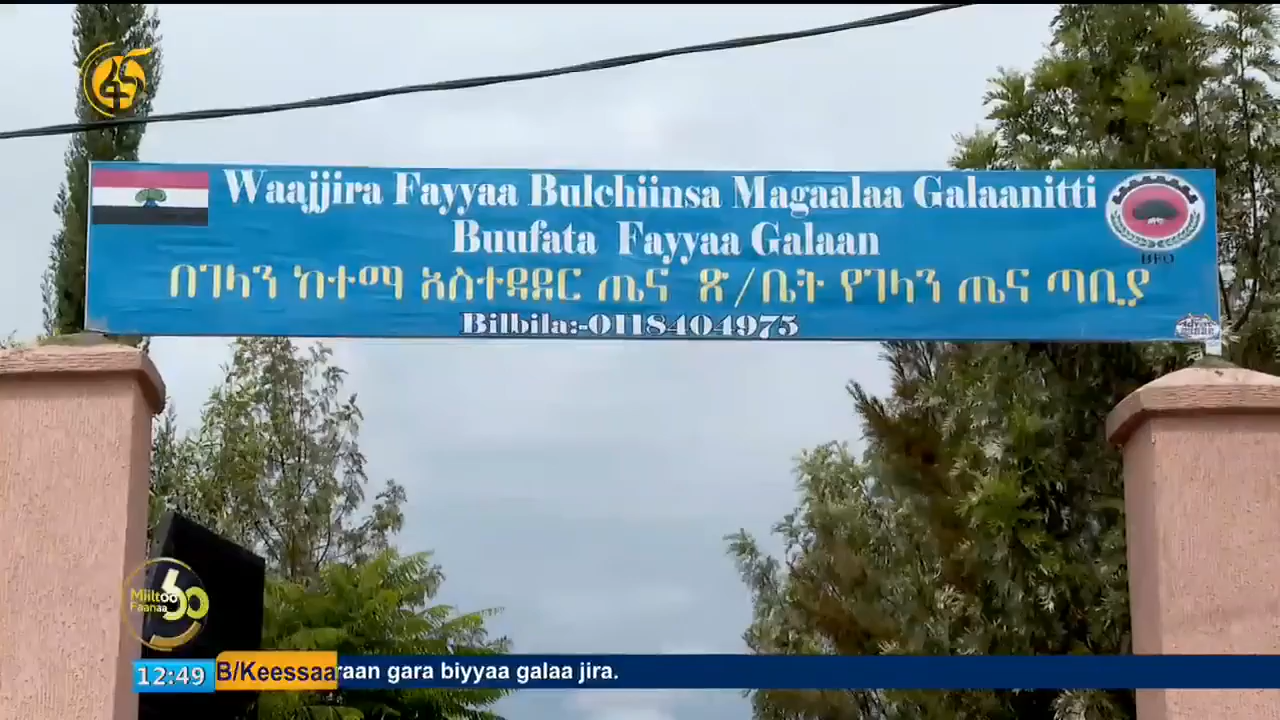 Waajjira Fayyaa Bulchiinsa Magaalaa Galaanitti
Buufata Fayyaa Galaan
በገላን ከተማ አስተዳደር ጤና ጽ/ቤት የገላን ጤና ጣቢያ
Bilbila:-0118404975
BFO
Miiltoo
Faanaa
60
12:49
B/Keessaa
raan gara biyyaa galaa jira.